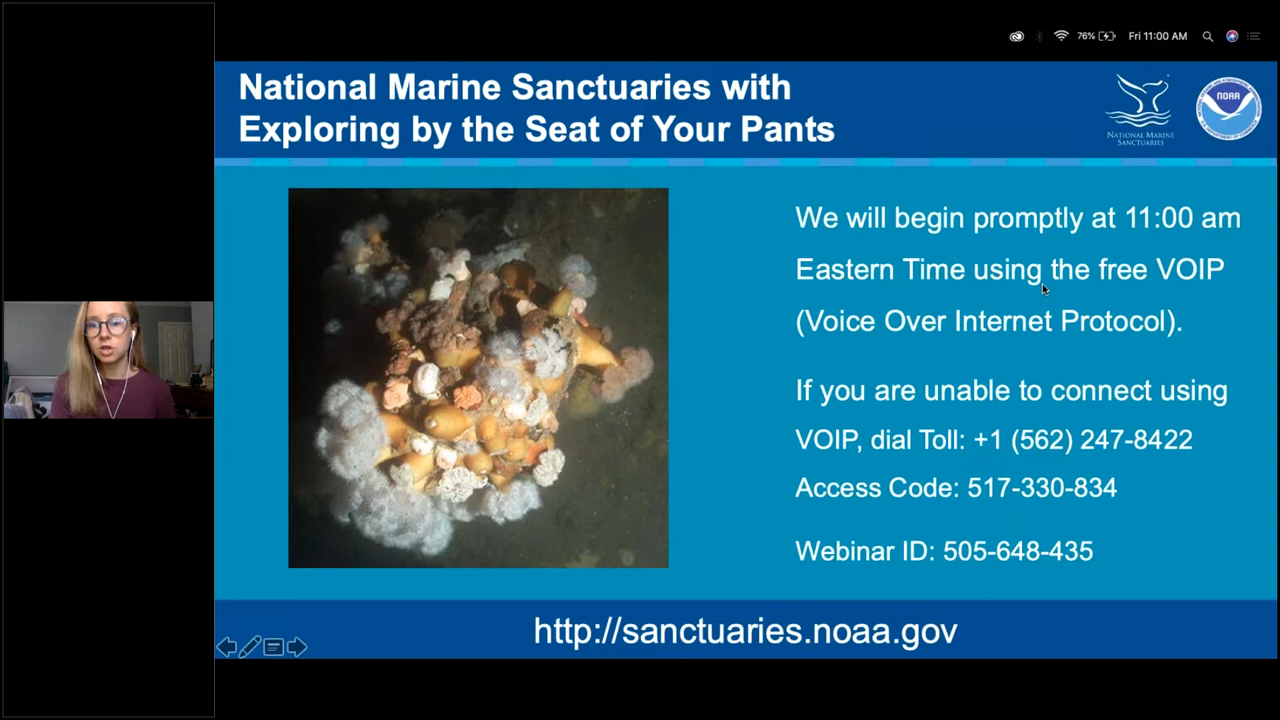 76%
Fri 11:00 AM
National Marine Sanctuaries with
Exploring by the Seat of Your Pants
NATIONAL MARINE
SANCTUARIES
NOAA
We will begin promptly at 11:00 am
Eastern Time using the free VOIP
(Voice Over Internet Protocol).
If you are unable to connect using
VOIP, dial Toll: +1 (562) 247-8422
Access Code: 517-330-834
Webinar ID: 505-648-435
http://sanctuaries.noaa.gov